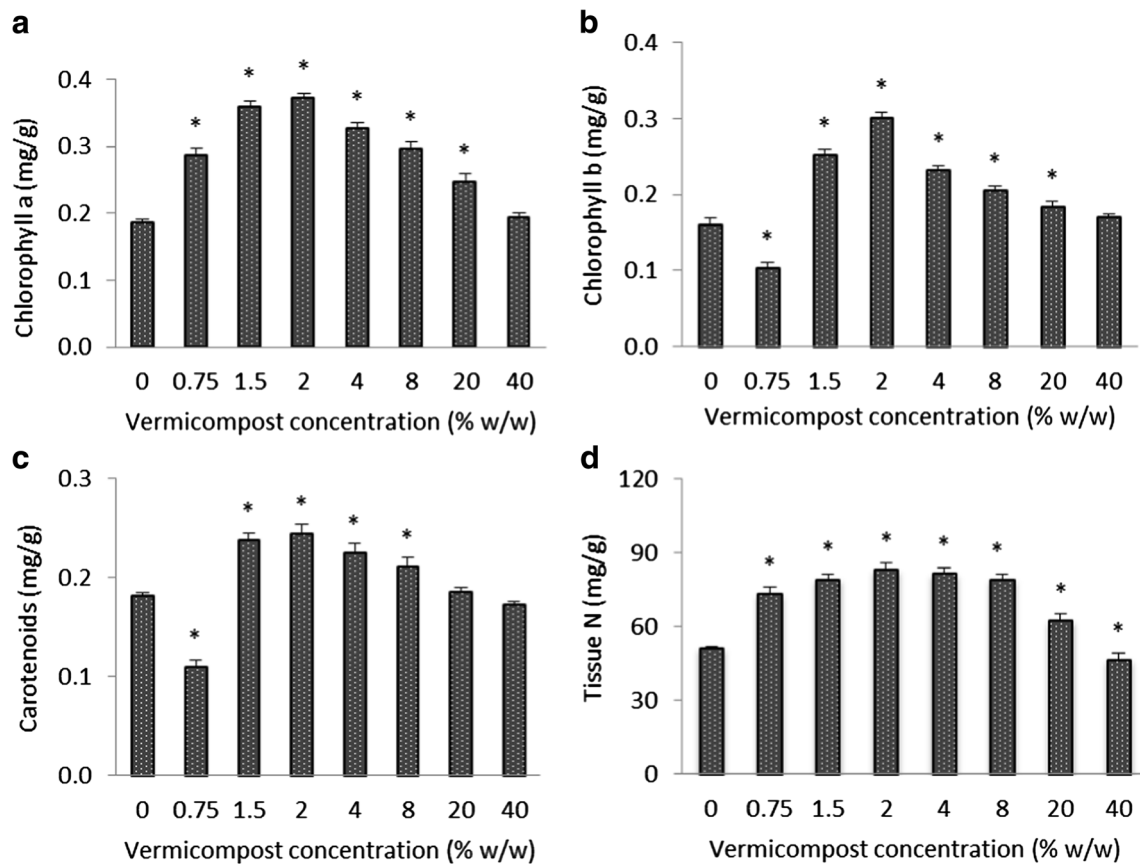 a
Chlorophyll a (mg/g)
0.4
0.3
0.2
0.1
0.0
* * * * * *
0 0.75 1.5 2 4 8 20 40
Vermicompost concentration (% w/w)
b
Chlorophyll b (mg/g)
0.4
0.3
0.2
0.1
0.0
* * * * * *
0 0.75 1.5 2 4 8 20 40
Vermicompost concentration (% w/w)
c
Carotenoids (mg/g)
0.3
0.2
0.1
0.0
* * * * *
0 0.75 1.5 2 4 8 20 40
Vermicompost concentration (% w/w)
d
Tissue N (mg/g)
120
90
60
30
0
* * * * * * *
0 0.75 1.5 2 4 8 20 40
Vermicompost concentration (% w/w)